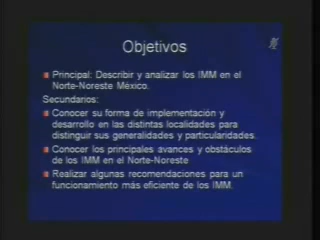 Objetivos
Principal: Describir y analizar los IMM en el
Norte-Noreste México.
Secundarios:
Conocer su forma de implementación y
desarrollo en las distintas localidades para
distinguir sus generalidades y particularidades.
Conocer los principales avances y obstáculos
de los IMM en el Norte-Noreste
Realizar algunas recomendaciones para un
funcionamiento más eficiente de los IMM.